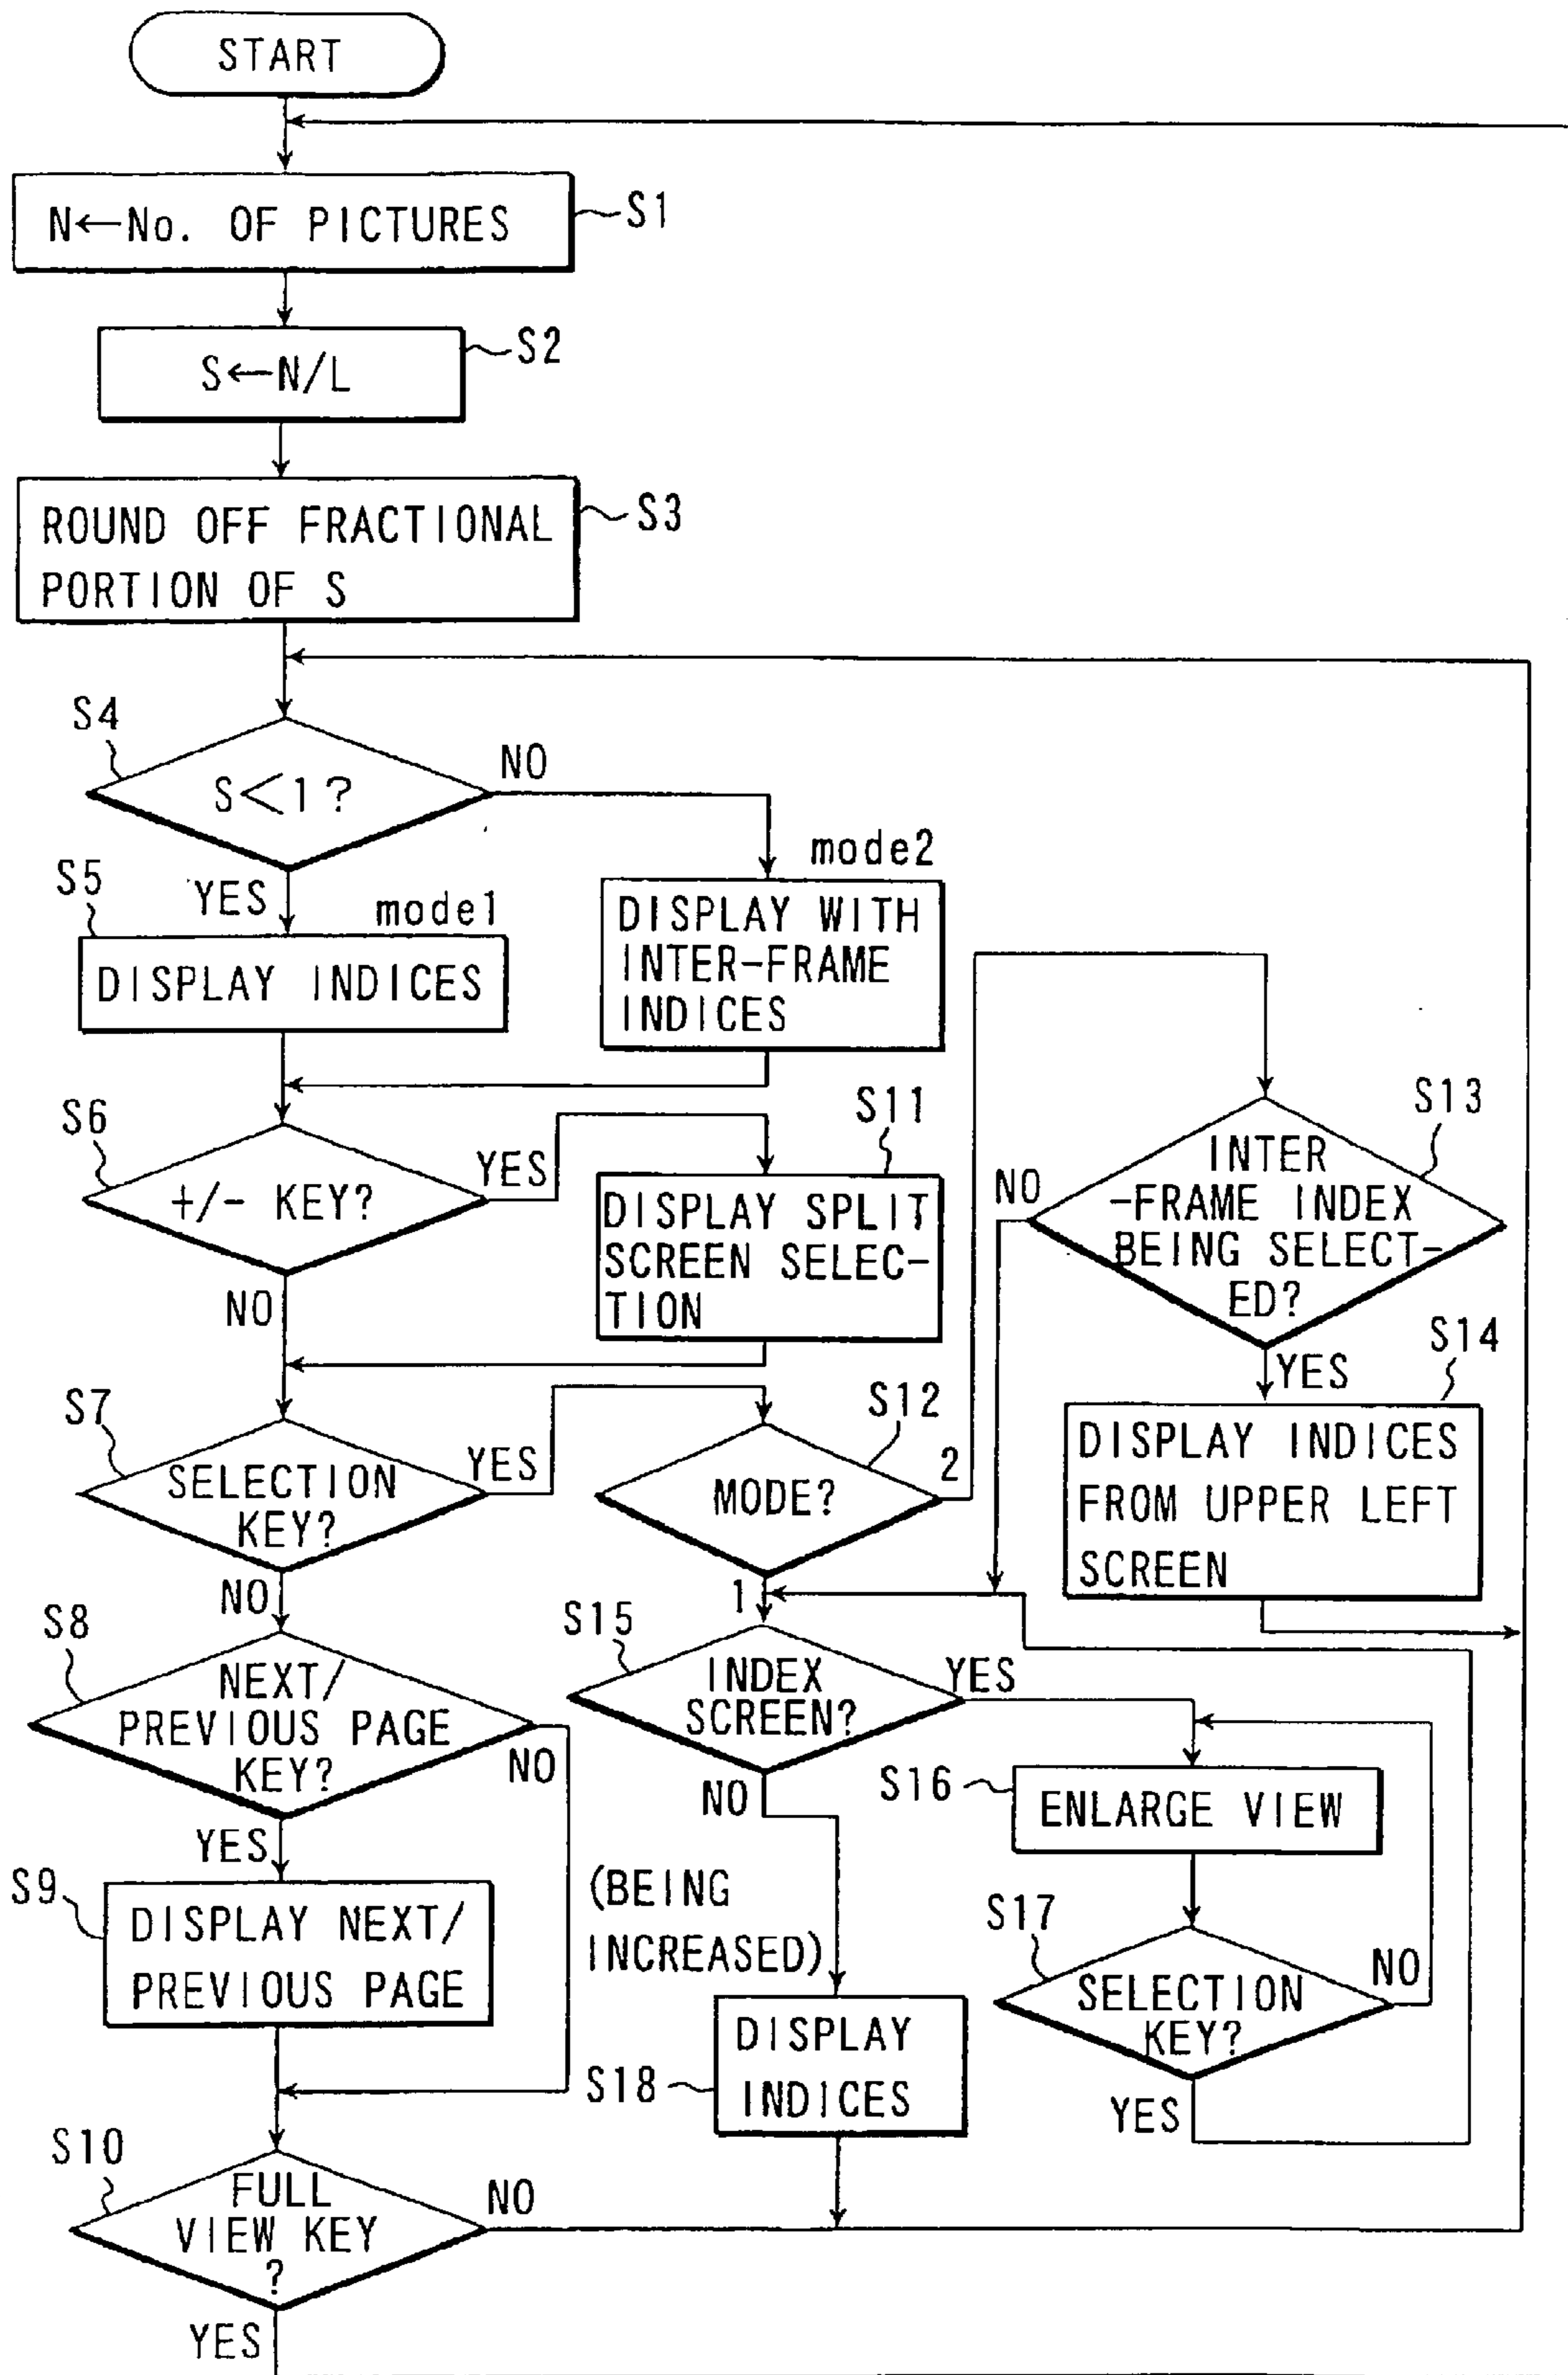 START
N←No. OF PICTURES
S1
S←N/L
S2
ROUND OFF FRACTIONAL
PORTION OF S
S3
S4
S<1?
NO
YES
S5
mode1
DISPLAY INDICES
mode2
DISPLAY WITH
INTER-FRAME
INDICES
S6
+/- KEY?
YES
NO
S11
DISPLAY SPLIT
SCREEN SELEC-
TION
S13
INTER
-FRAME INDEX
BEING SELECT-
ED?
NO
YES
S14
DISPLAY INDICES
FROM UPPER LEFT
SCREEN
S7
SELECTION
KEY?
YES
NO
S12
MODE?
2
1
S8
NEXT/
PREVIOUS PAGE
KEY?
NO
YES
S15
INDEX
SCREEN?
YES
NO
S16
ENLARGE VIEW
S9
DISPLAY NEXT/
PREVIOUS PAGE
(BEING
INCREASED)
S17
SELECTION
KEY?
NO
YES
S18
DISPLAY
INDICES
S10
FULL
VIEW KEY
?
NO
YES